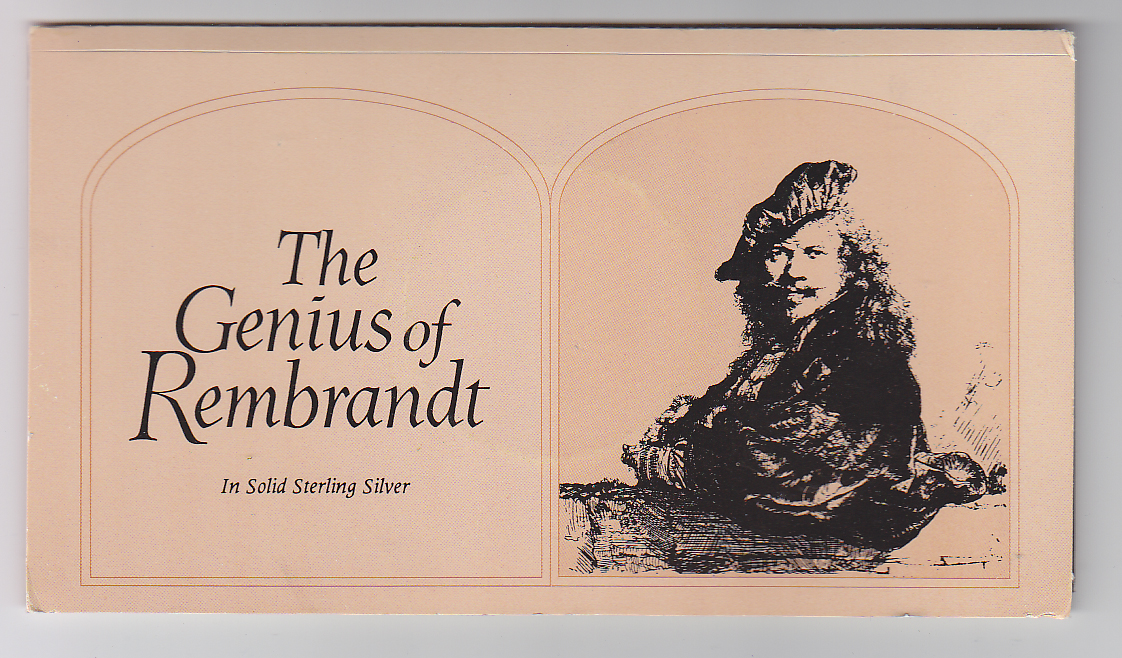 The
Genius of
Rembrandt
In Solid Sterling Silver